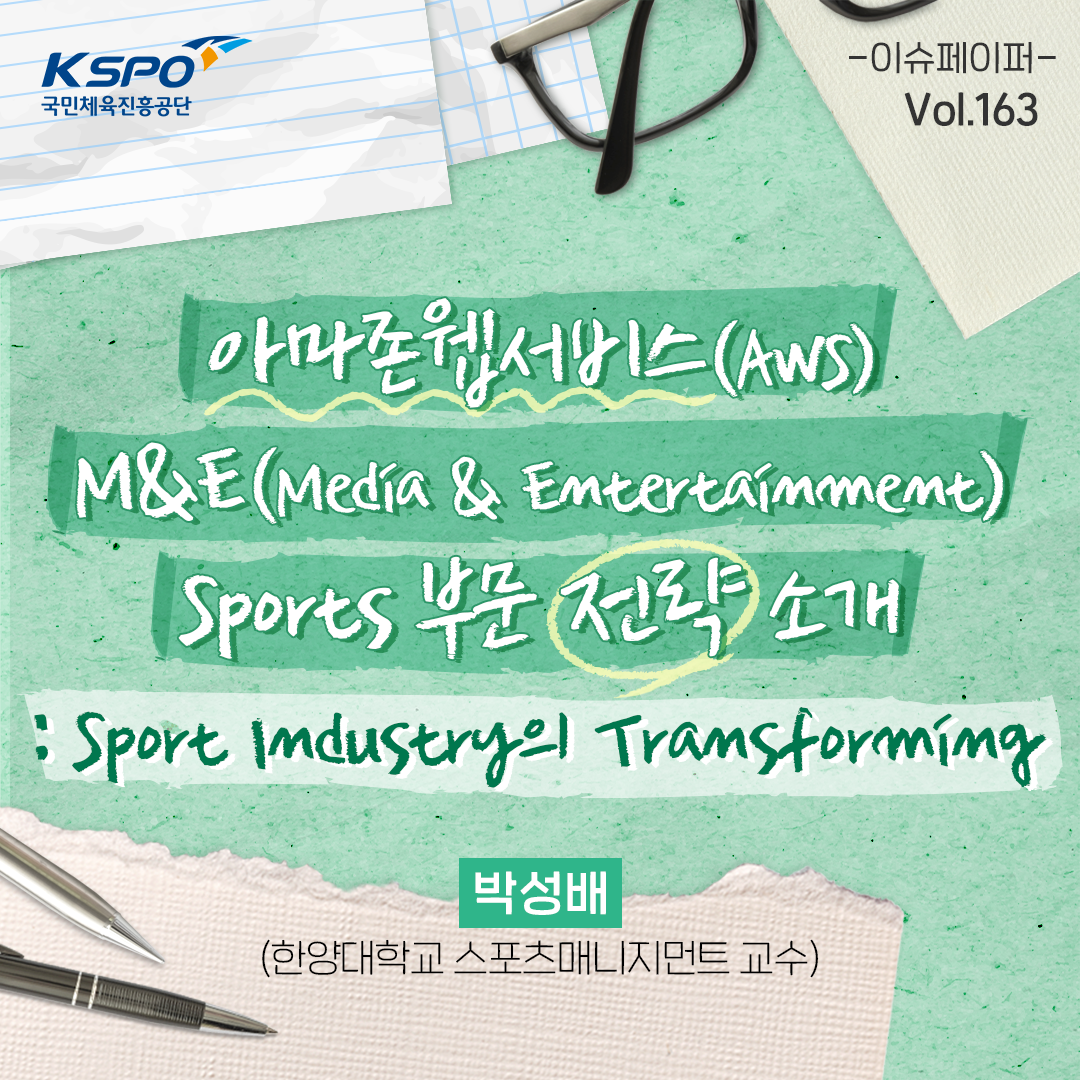 KSPO
국민체육진흥공단
-이슈페이퍼-
Vol.163
아마존웹서비스(AWS)
M&E(Media & Entertainment)
Sports 부문 전략 소개
: Sport Industry의 Transforming
박성배
(한양대학교 스포츠매니지먼트 교수)